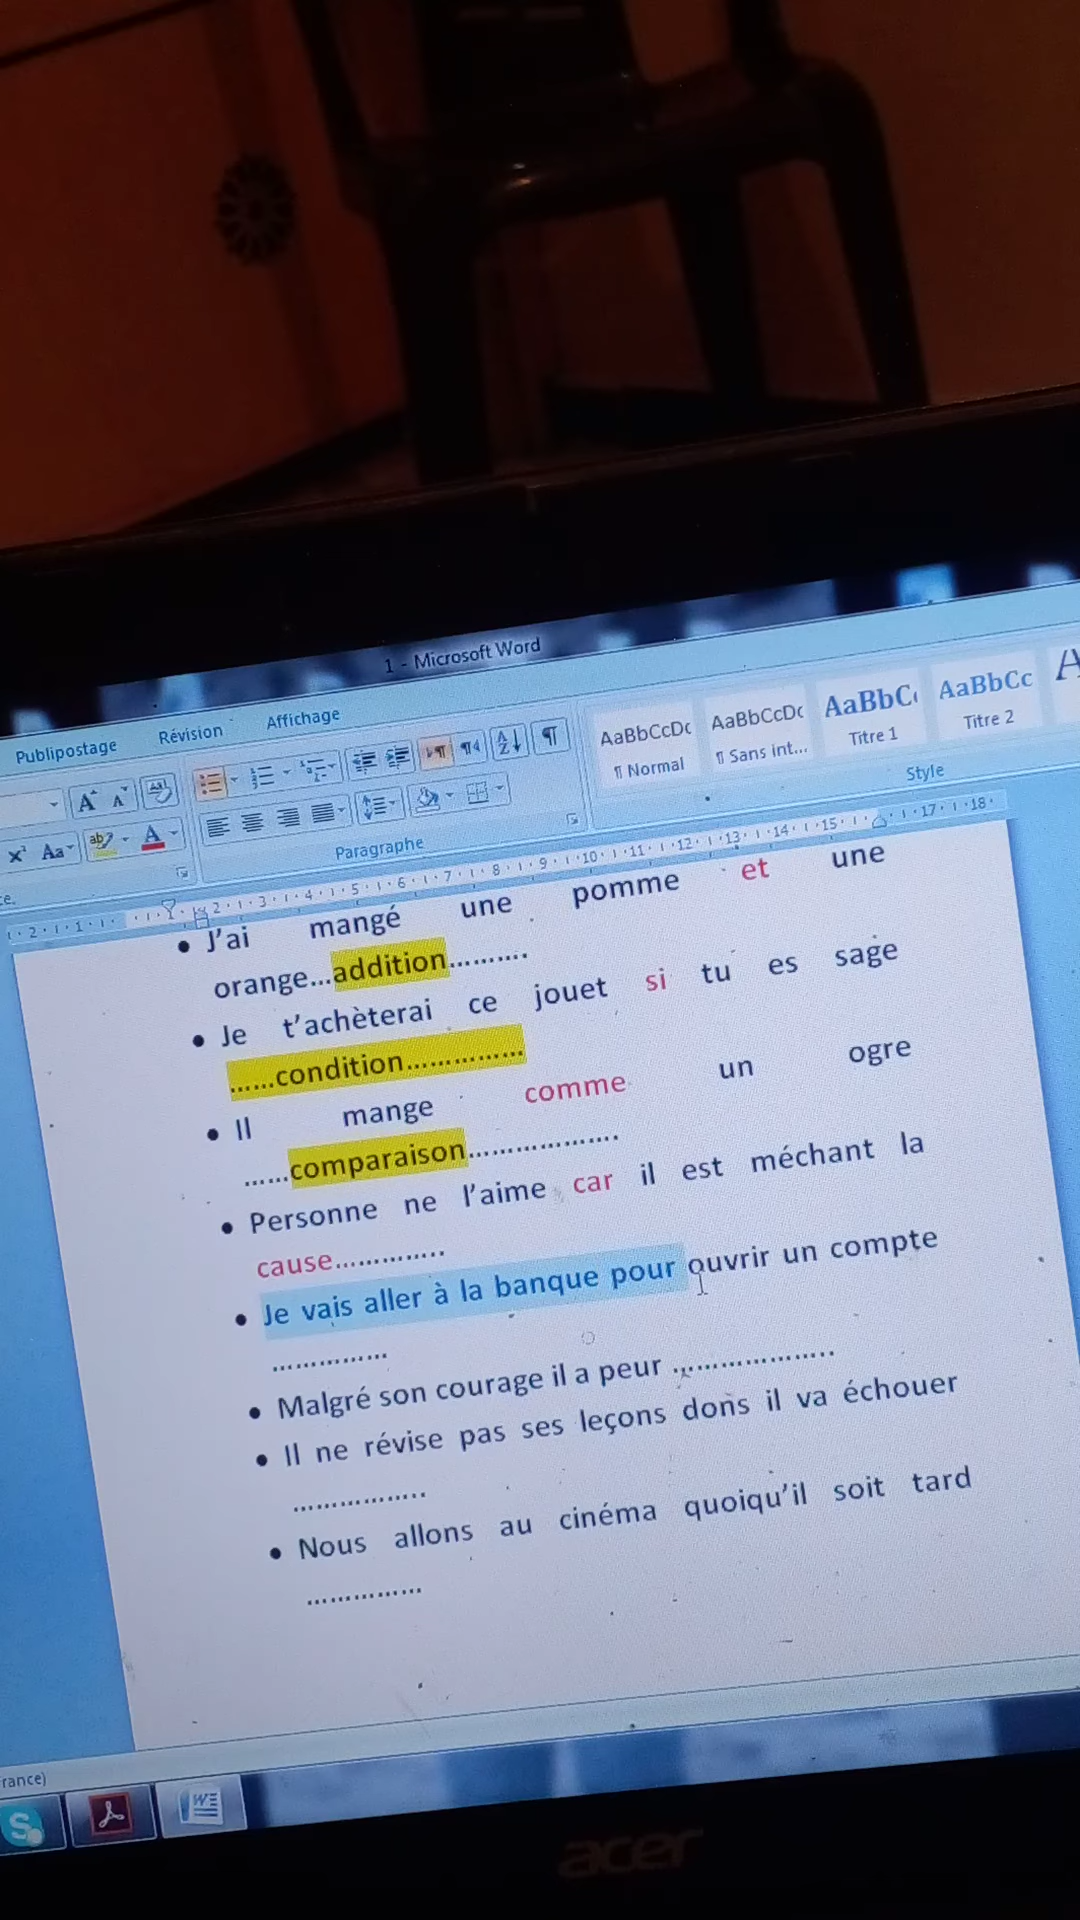 1 - Microsoft Word
Publipostage Révision Affichage
AaBbCcDc AaBbCcDc AaBbC AaBbCc A
¶ Normal ¶ Sans int... Titre 1 Titre 2
Paragraphe Style
• J'ai mangé une pomme et une
orange...addition..........
• Je t'achèterai ce jouet si tu es sage
......condition...............
• Il mange comme un ogre
......comparaison....................
• Personne ne l'aime car il est méchant la
cause..............
• Je vais aller à la banque pour ouvrir un compte
...............
• Malgré son courage il a peur .....................
• Il ne révise pas ses leçons dons il va échouer
.................
• Nous allons au cinéma quoiqu'il soit tard
...............
rance)
acer